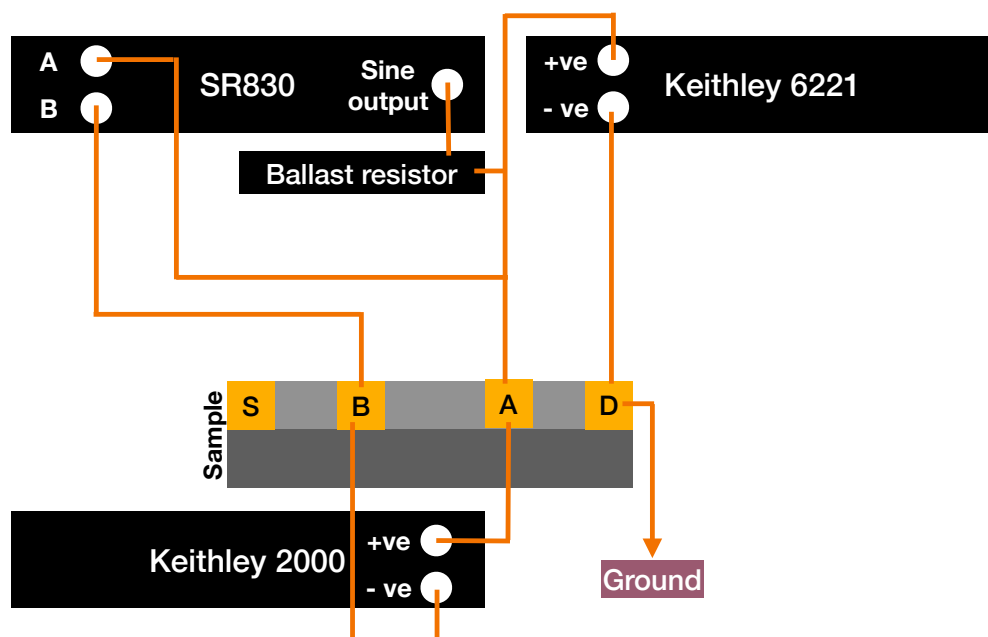 A
B
SR830
Sine
output
+ve
- ve
Keithley 6221
Ballast resistor
Sample
S
B
A
D
Keithley 2000
+ve
- ve
Ground